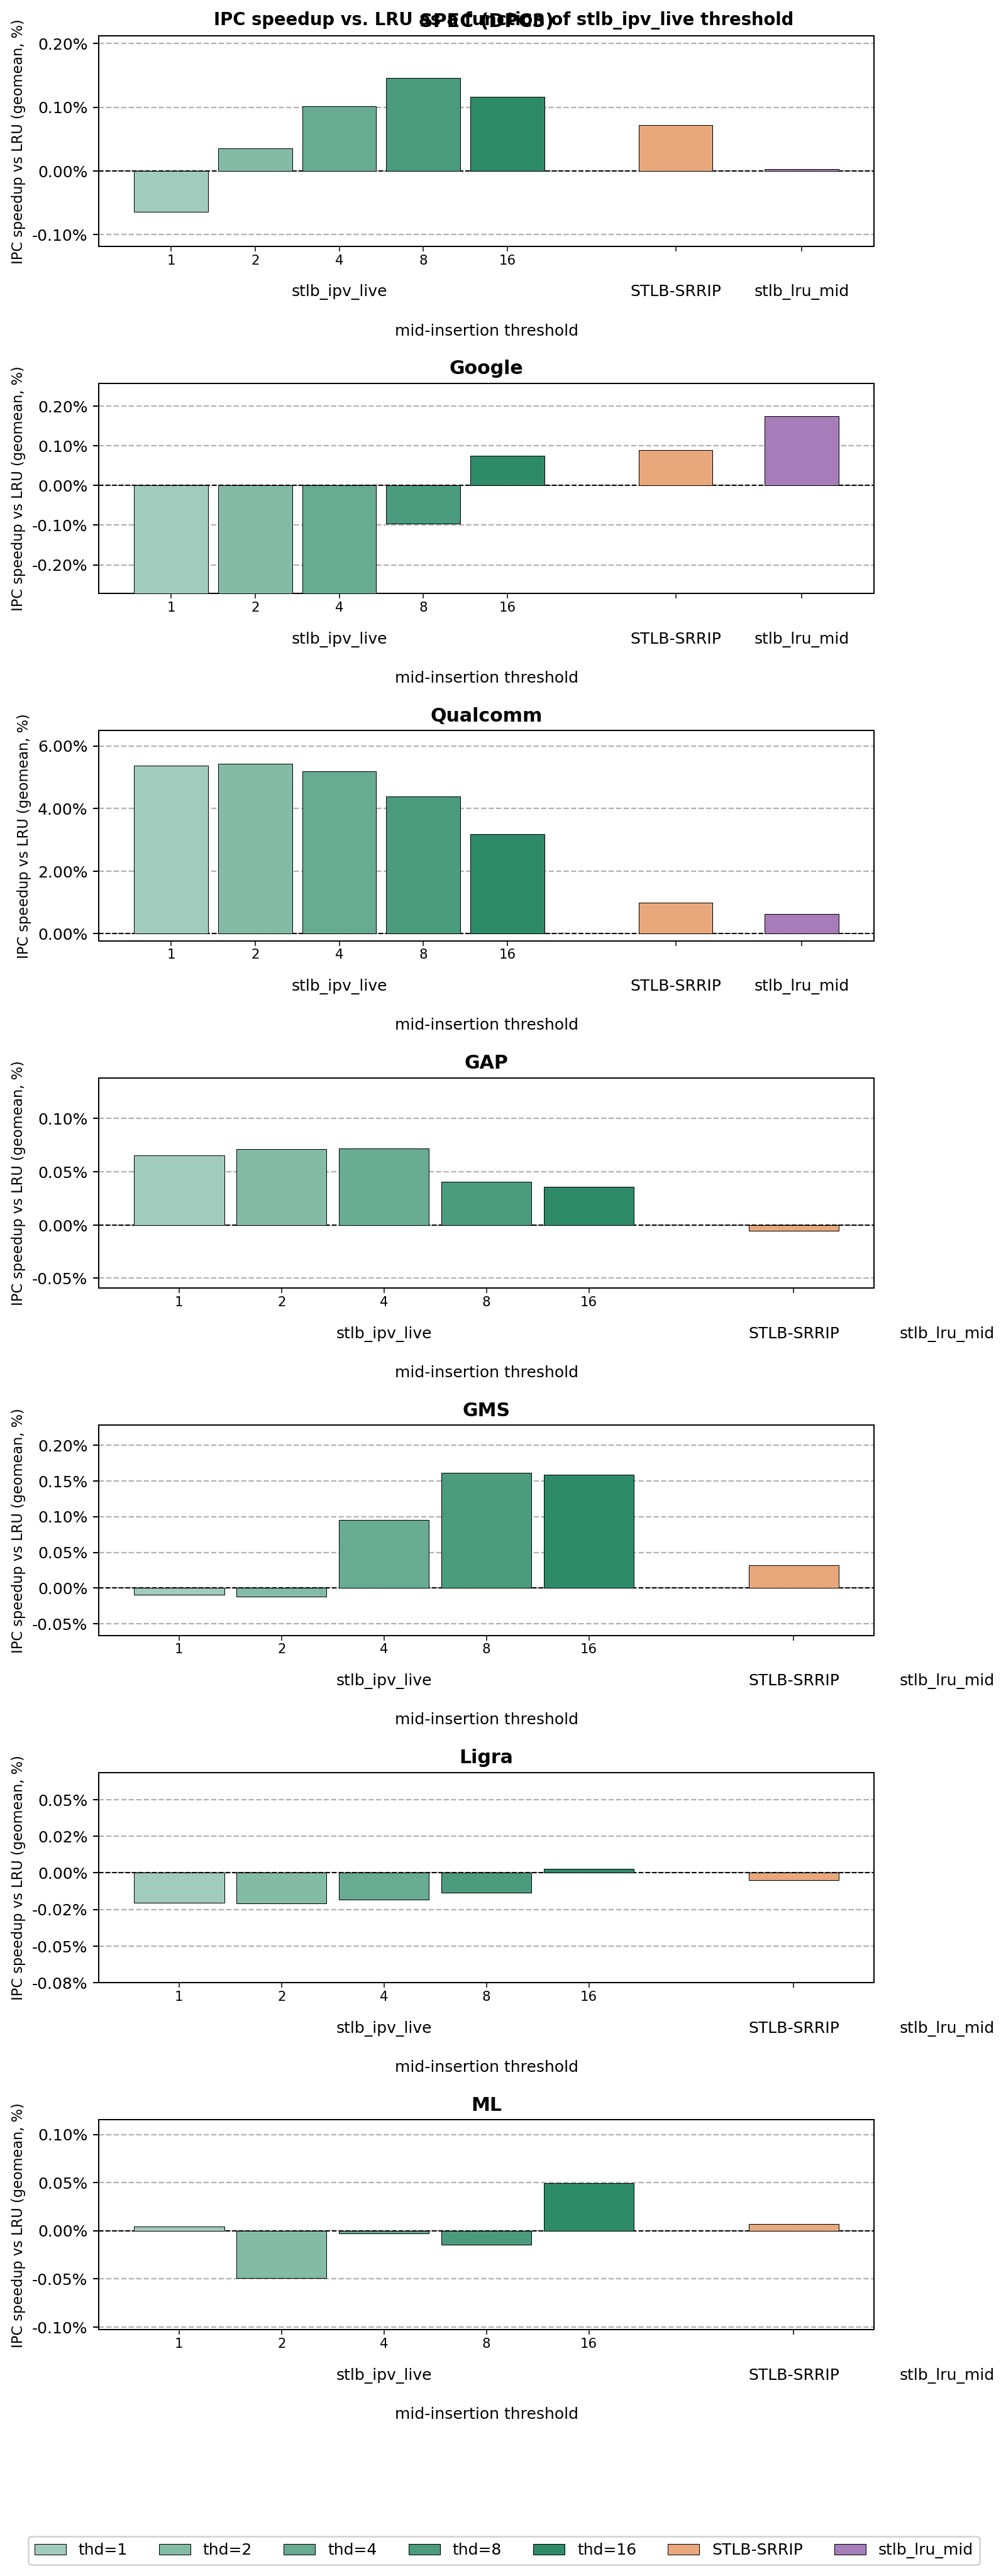 IPC speedup vs. LRU as a function of stlb_ipv_live threshold
SPEC (DPC3)
IPC speedup vs LRU (geomean, %)
0.20%
0.10%
0.00%
-0.10%
1 2 4 8 16
stlb_ipv_live STLB-SRRIP stlb_lru_mid
mid-insertion threshold
Google
IPC speedup vs LRU (geomean, %)
0.20%
0.10%
0.00%
-0.10%
-0.20%
1 2 4 8 16
stlb_ipv_live STLB-SRRIP stlb_lru_mid
mid-insertion threshold
Qualcomm
IPC speedup vs LRU (geomean, %)
6.00%
4.00%
2.00%
0.00%
1 2 4 8 16
stlb_ipv_live STLB-SRRIP stlb_lru_mid
mid-insertion threshold
GAP
IPC speedup vs LRU (geomean, %)
0.10%
0.05%
0.00%
-0.05%
1 2 4 8 16
stlb_ipv_live STLB-SRRIP stlb_lru_mid
mid-insertion threshold
GMS
IPC speedup vs LRU (geomean, %)
0.20%
0.15%
0.10%
0.05%
0.00%
-0.05%
1 2 4 8 16
stlb_ipv_live STLB-SRRIP stlb_lru_mid
mid-insertion threshold
Ligra
IPC speedup vs LRU (geomean, %)
0.05%
0.02%
0.00%
-0.02%
-0.05%
-0.08%
1 2 4 8 16
stlb_ipv_live STLB-SRRIP stlb_lru_mid
mid-insertion threshold
ML
IPC speedup vs LRU (geomean, %)
0.10%
0.05%
0.00%
-0.05%
-0.10%
1 2 4 8 16
stlb_ipv_live STLB-SRRIP stlb_lru_mid
mid-insertion threshold
thd=1 thd=2 thd=4 thd=8 thd=16 STLB-SRRIP stlb_lru_mid